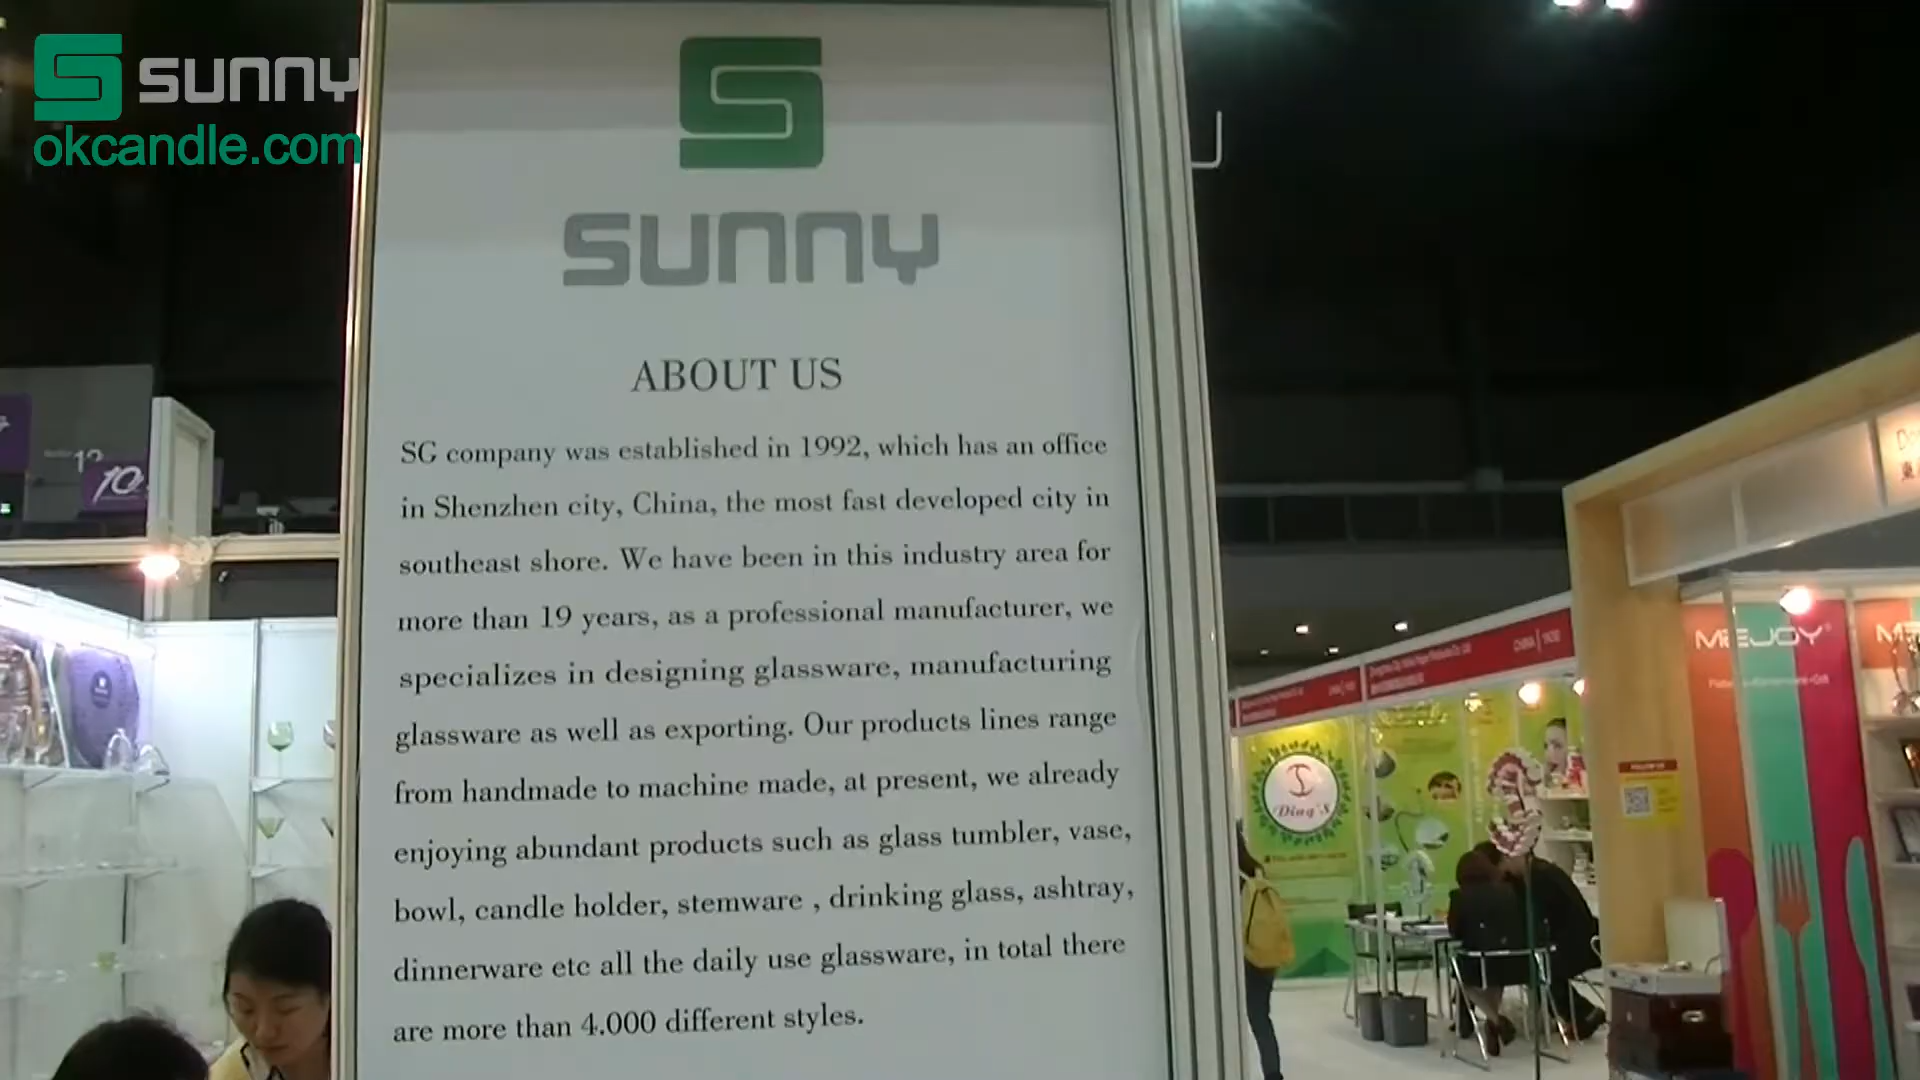 SUNNY
okcandle.com
SUNNY
ABOUT US
SG company was established in 1992, which has an office
in Shenzhen city, China, the most fast developed city in
southeast shore. We have been in this industry area for
more than 19 years, as a professional manufacturer, we
specializes in designing glassware, manufacturing
glassware as well as exporting. Our products lines range
from handmade to machine made, at present, we already
enjoying abundant products such as glass tumbler, vase,
bowl, candle holder, stemware , drinking glass, ashtray,
dinnerware etc all the daily use glassware, in total there
are more than 4.000 different styles.
10
Ding's
MEEJOY
FOLLOW US